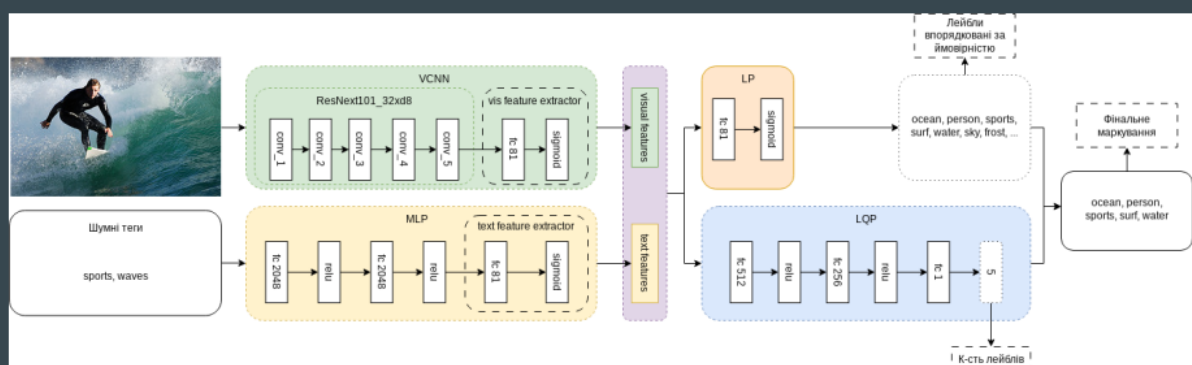 VCNN
ResNext101_32xd8
conv_1
conv_2
conv_3
conv_4
conv_5
vis feature extractor
fc 81
sigmoid
Шумні теги
sports, waves
MLP
fc 2048
relu
fc 2048
relu
text feature extractor
fc 81
sigmoid
visual features
text features
LP
fc 81
sigmoid
Лейбли
впорядковані за
ймовірністю
ocean, person, sports,
surf, water, sky, frost, ...
LQP
fc 512
relu
fc 256
relu
fc 1
5
К-сть лейблів
Фінальне
маркування
ocean, person,
sports, surf, water